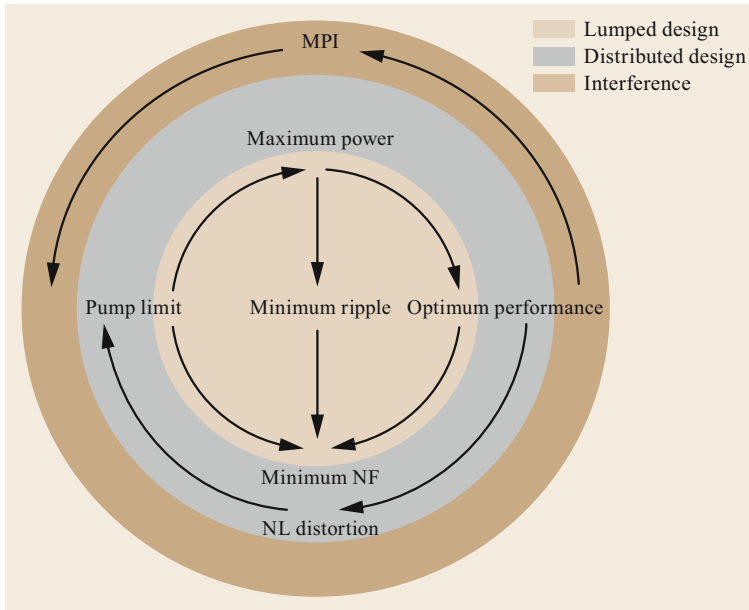 MPI
Lumped design
Distributed design
Interference
Maximum power
Pump limit
Minimum ripple
Optimum performance
Minimum NF
NL distortion